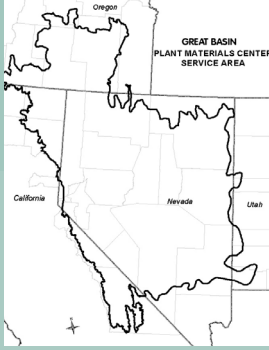 Oregon
GREAT BASIN
PLANT MATERIALS CENTER
SERVICE AREA
California
Nevada
Utah